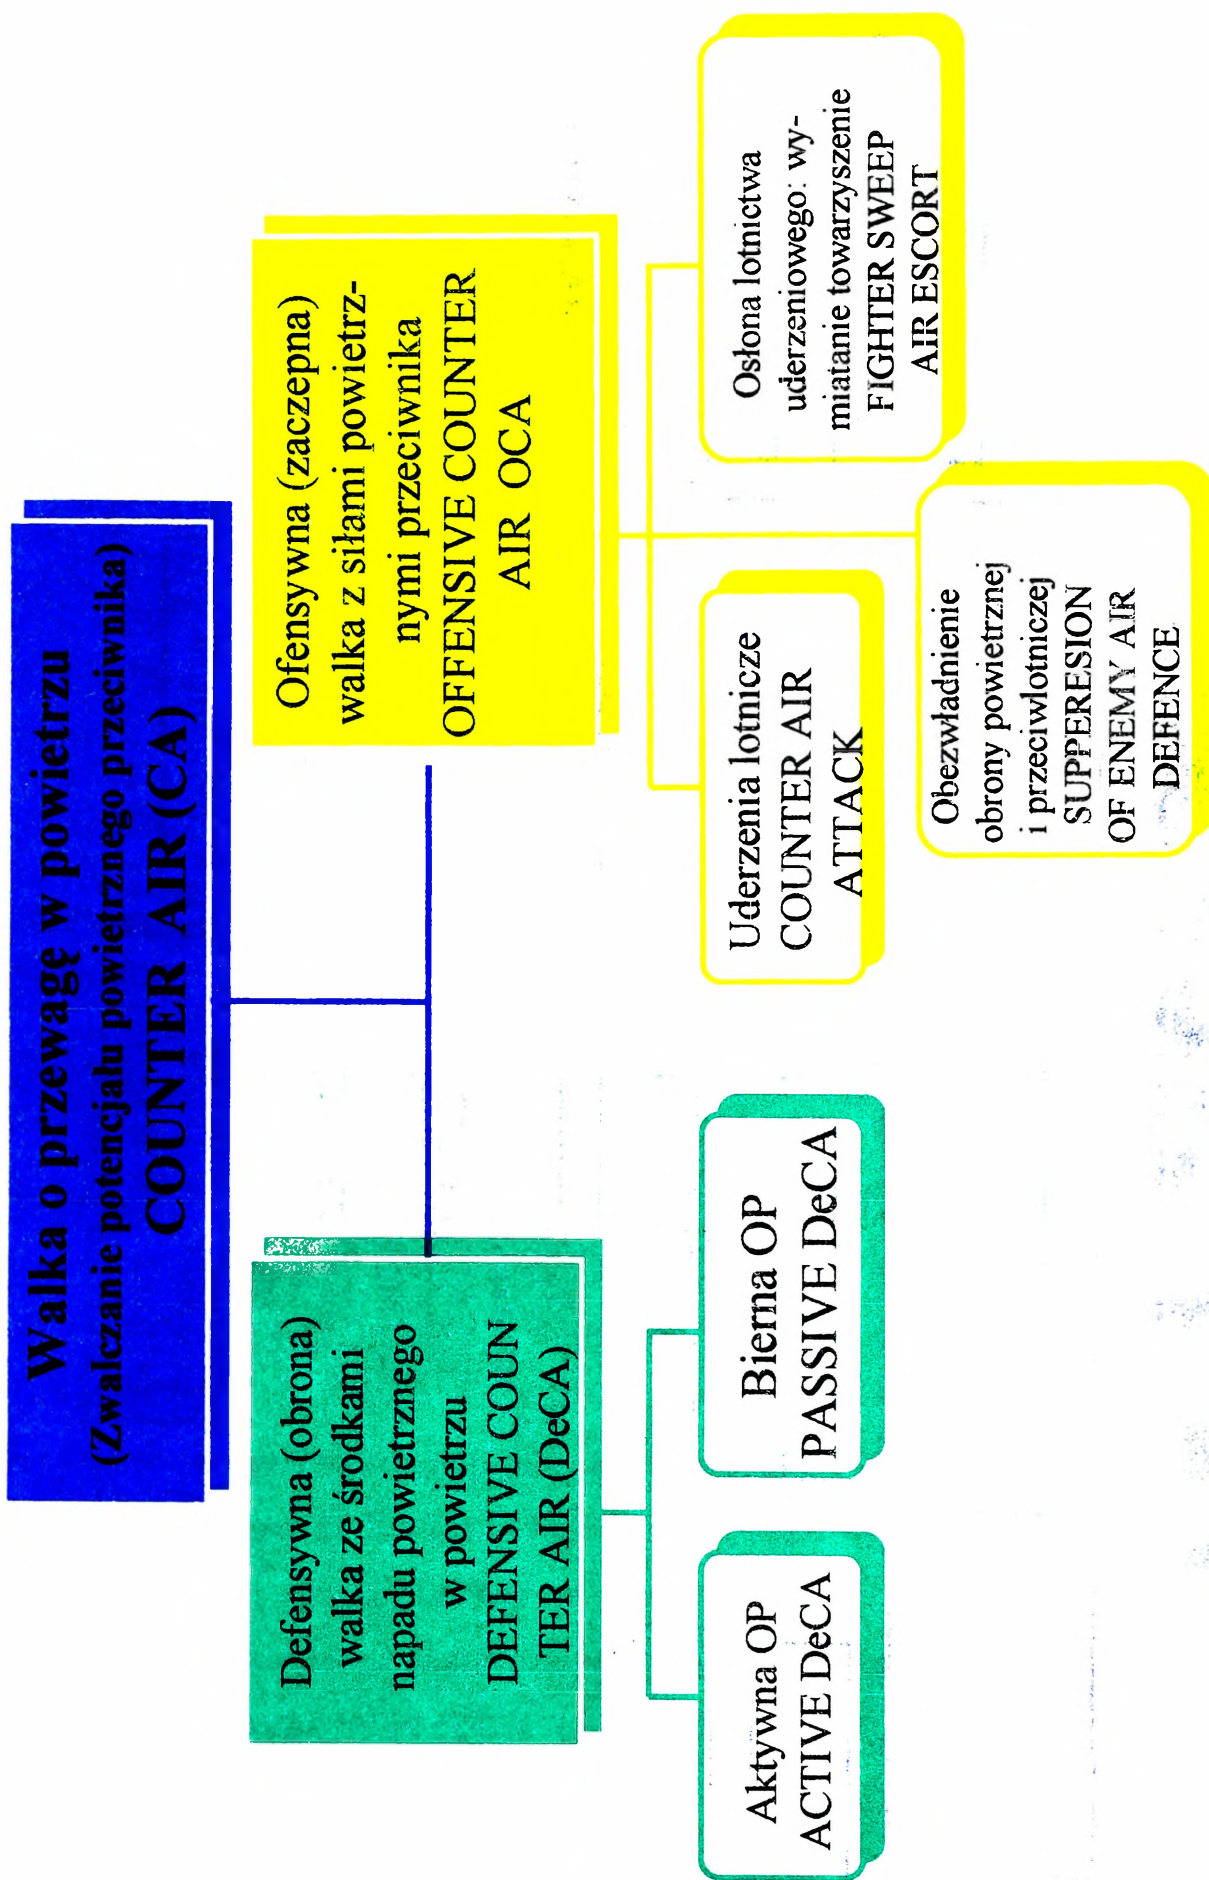 Walka o przewagę w powietrzu
(Zwalczanie potencjału powietrznego przeciwnika)
COUNTER AIR (CA)
Defensywna (obrona)
walka ze środkami
napadu powietrznego
w powietrzu
DEFENSIVE COUN
TER AIR (DeCA)
Ofensywna (zaczepna)
walka z siłami powietrz-
nymi przeciwnika
OFFENSIVE COUNTER
AIR OCA
Aktywna OP
ACTIVE DeCA
Bierna OP
PASSIVE DeCA
Uderzenia lotnicze
COUNTER AIR
ATTACK
Obezwładnienie
obrony powietrznej
i przeciwlotniczej
SUPPERESION
OF ENEMY AIR
DEFENCE
Osłona lotnictwa
uderzeniowego: wy-
miatanie towarzyszenie
FIGHTER SWEEP
AIR ESCORT